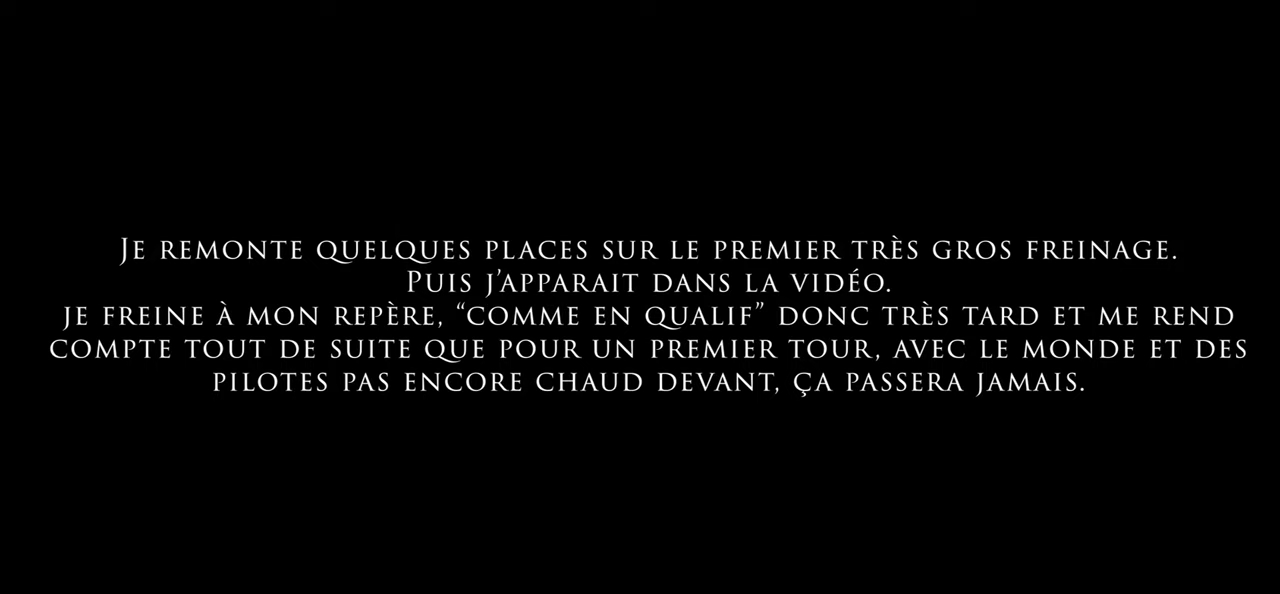 Je remonte quelques places sur le premier très gros freinage.
Puis j’apparait dans la vidéo.
je freine à mon repère, “comme en qualif” donc très tard et me rend
compte tout de suite que pour un premier tour, avec le monde et des
pilotes pas encore chaud devant, ça passera jamais.